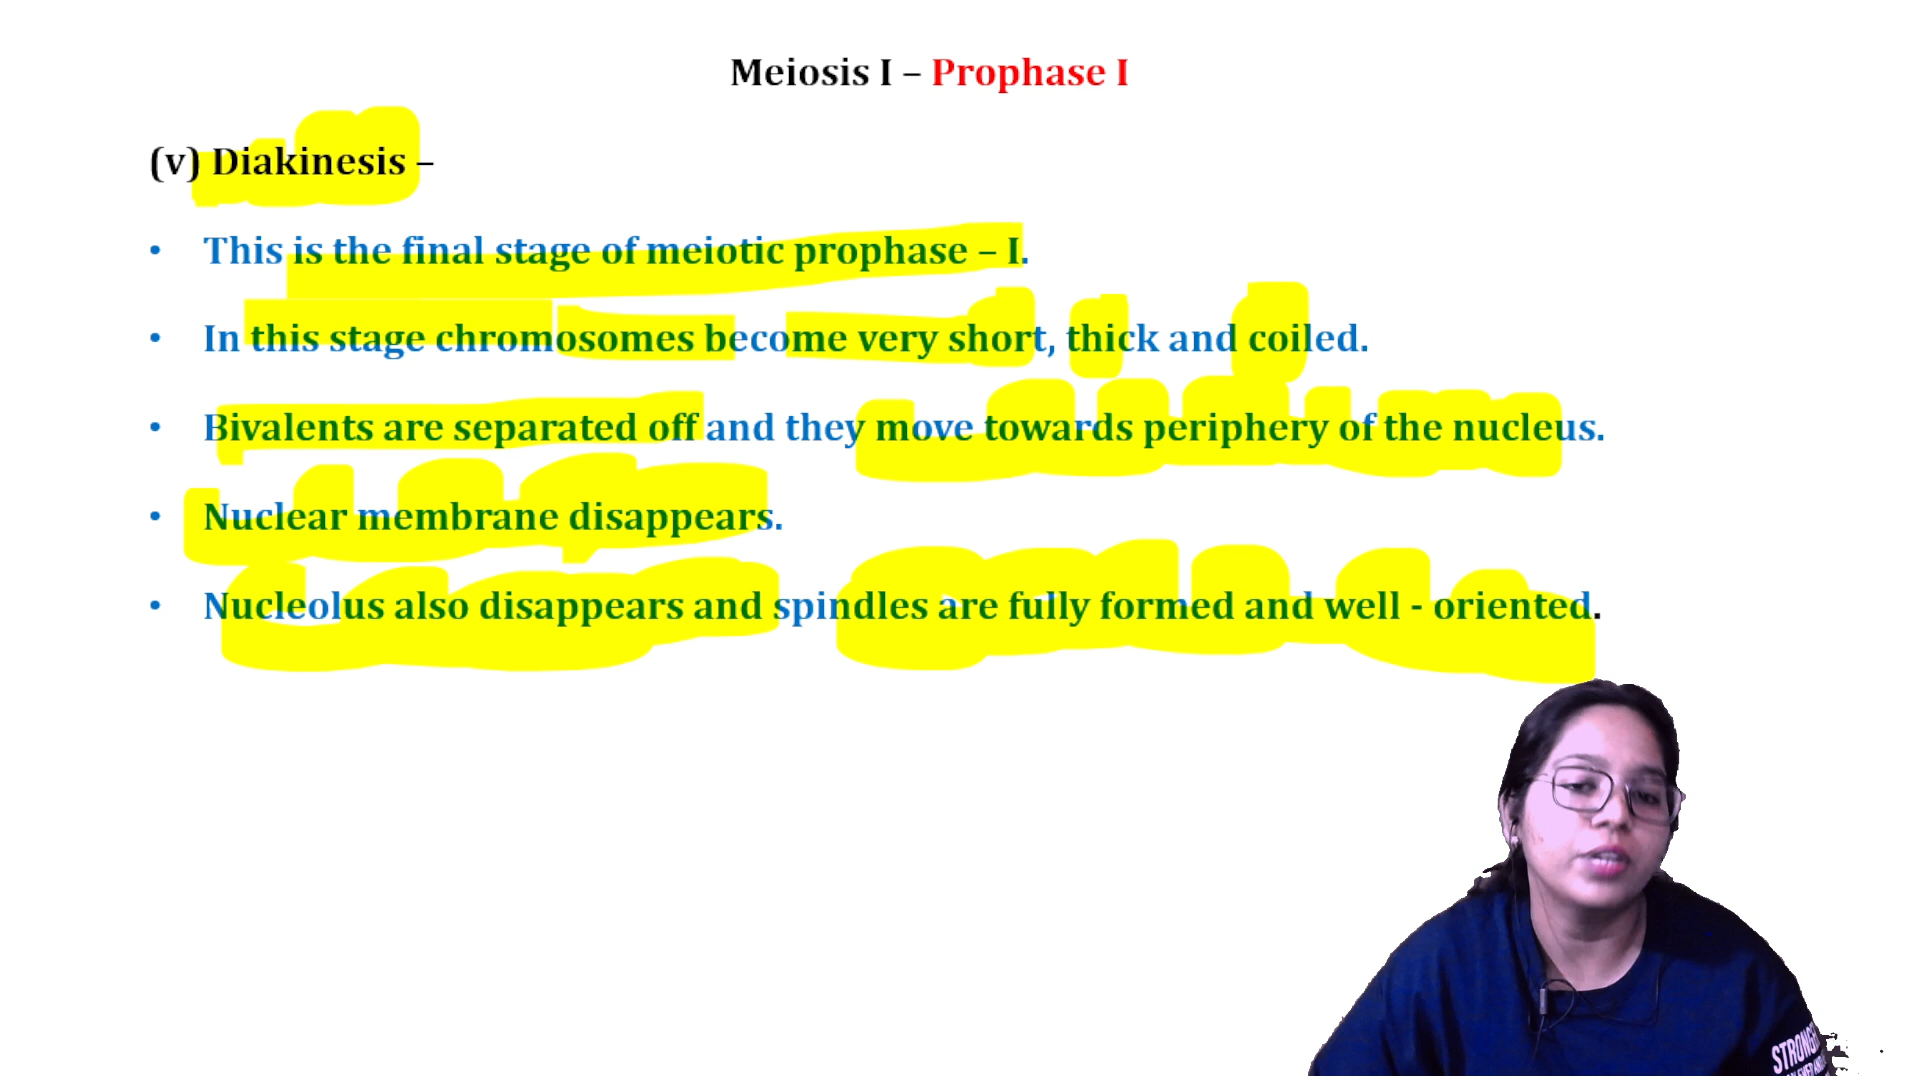 Meiosis I – Prophase I
(v) Diakinesis –
• This is the final stage of meiotic prophase – I.
• In this stage chromosomes become very short, thick and coiled.
• Bivalents are separated off and they move towards periphery of the nucleus.
• Nuclear membrane disappears.
• Nucleolus also disappears and spindles are fully formed and well - oriented.